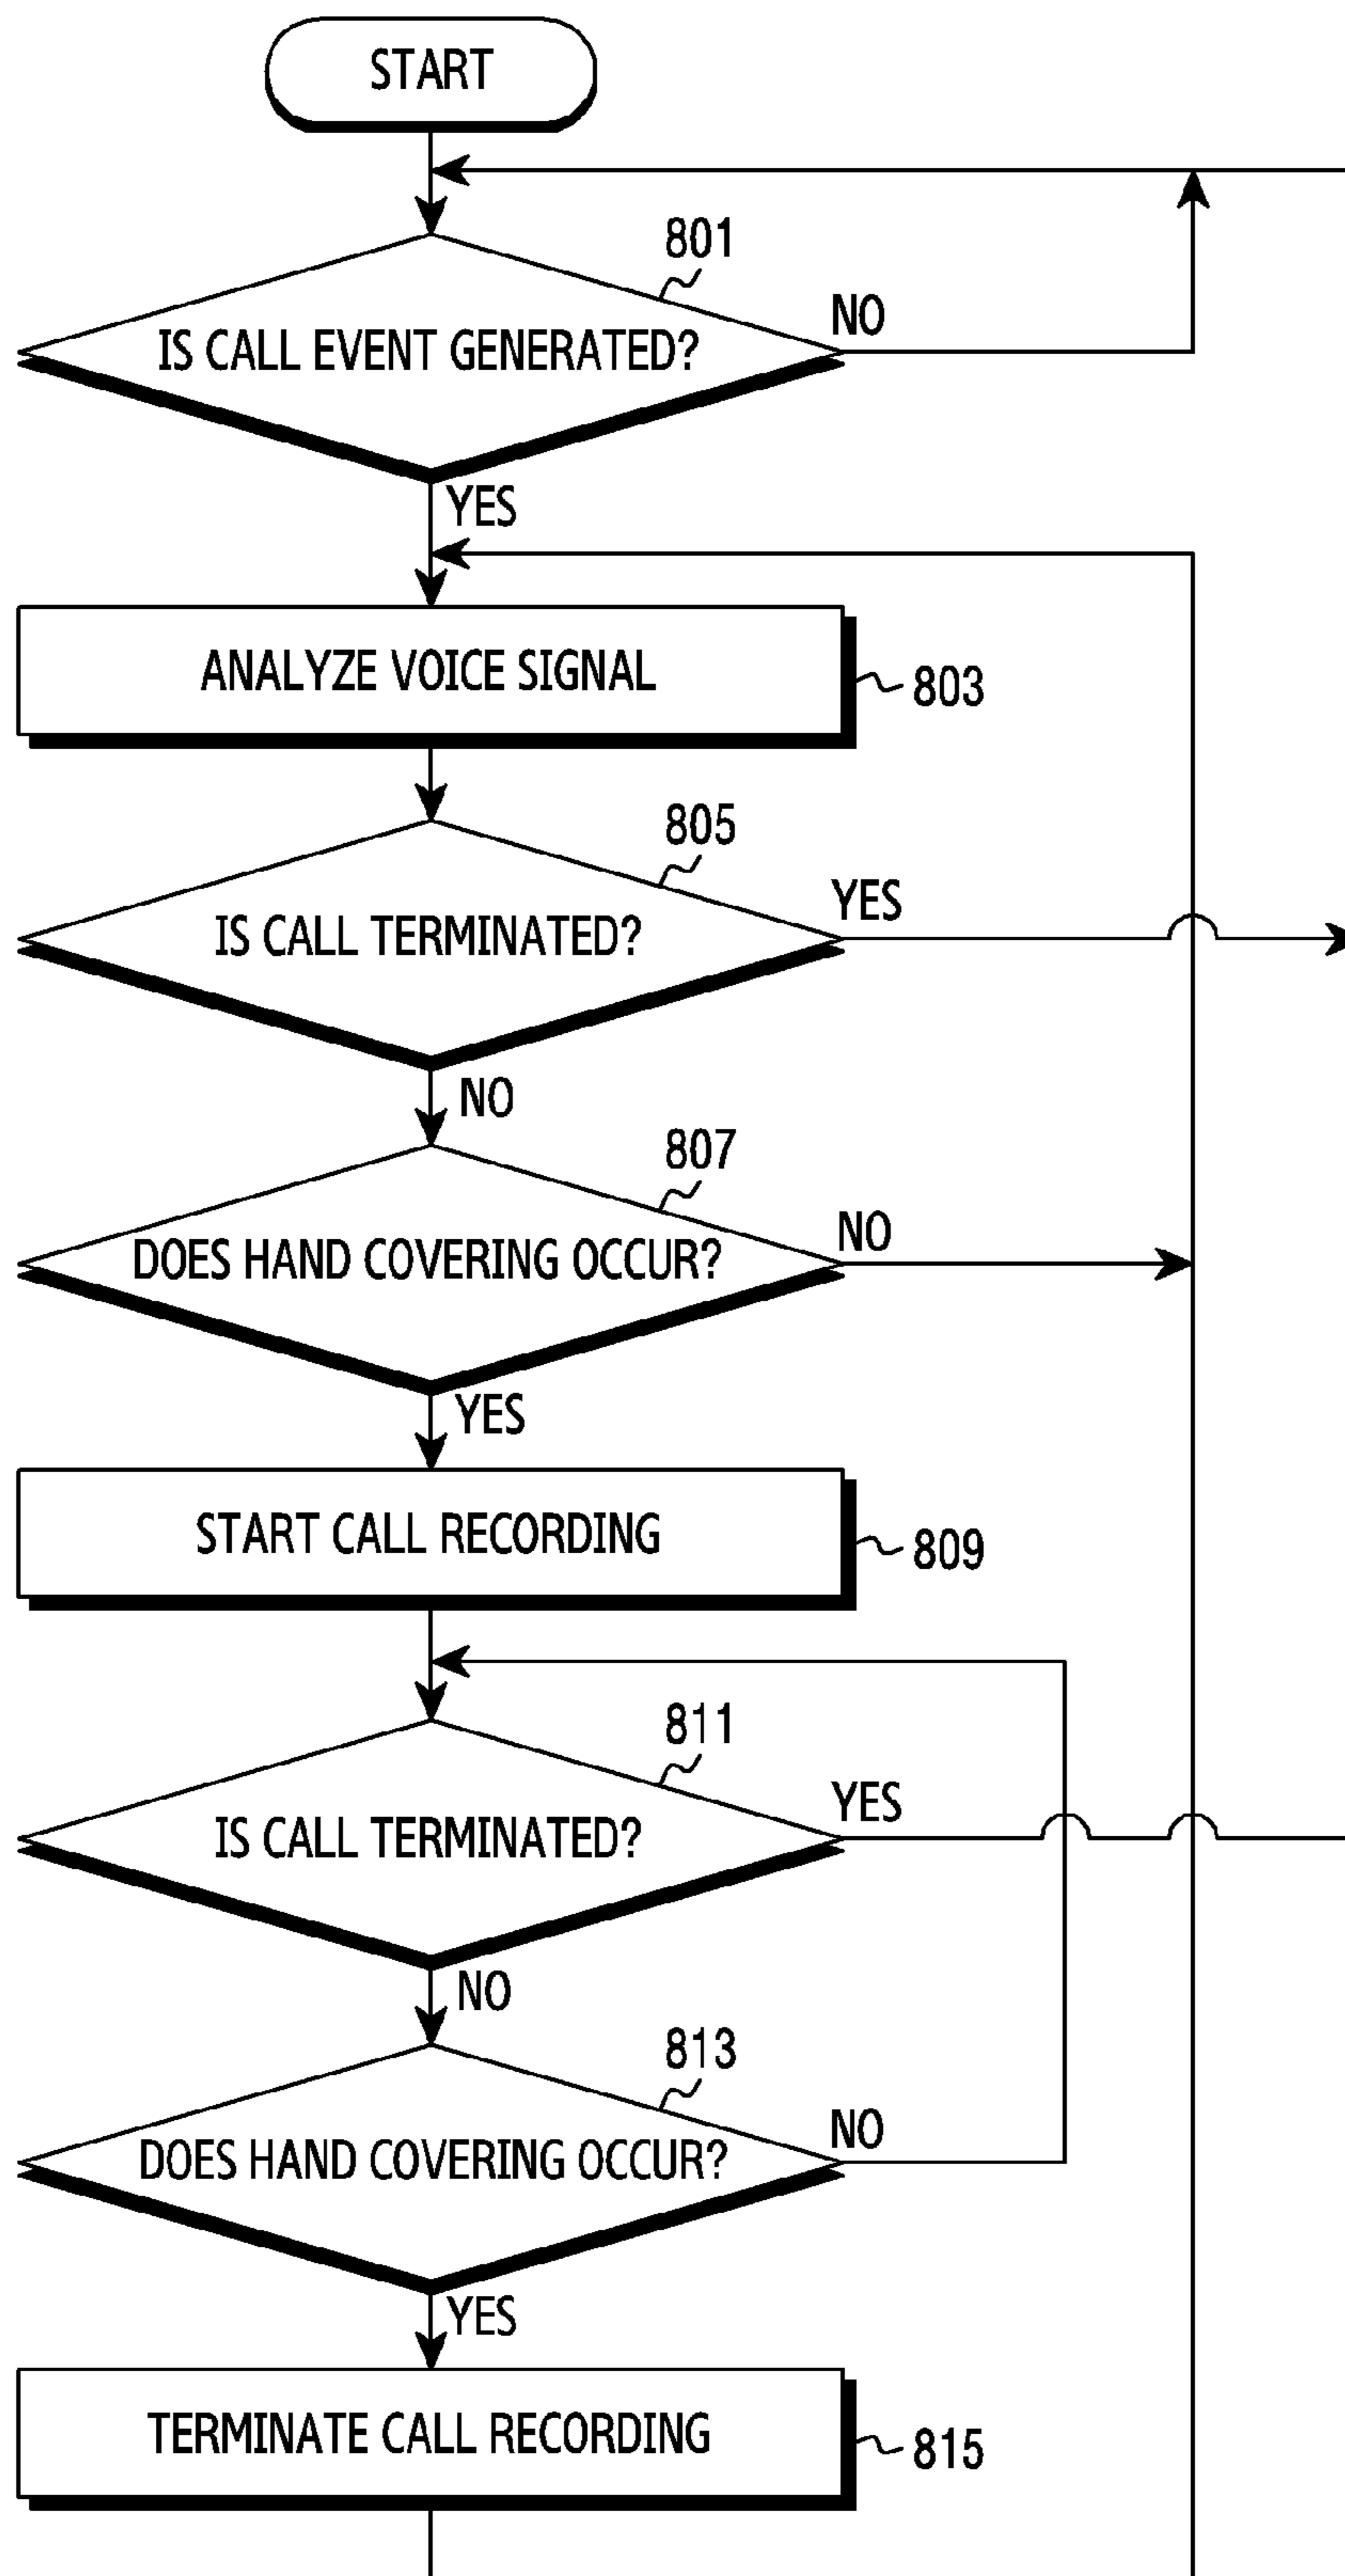 START
801
IS CALL EVENT GENERATED?
NO
YES
ANALYZE VOICE SIGNAL
803
805
IS CALL TERMINATED?
YES
NO
807
DOES HAND COVERING OCCUR?
NO
YES
START CALL RECORDING
809
811
IS CALL TERMINATED?
YES
NO
813
DOES HAND COVERING OCCUR?
NO
YES
TERMINATE CALL RECORDING
815